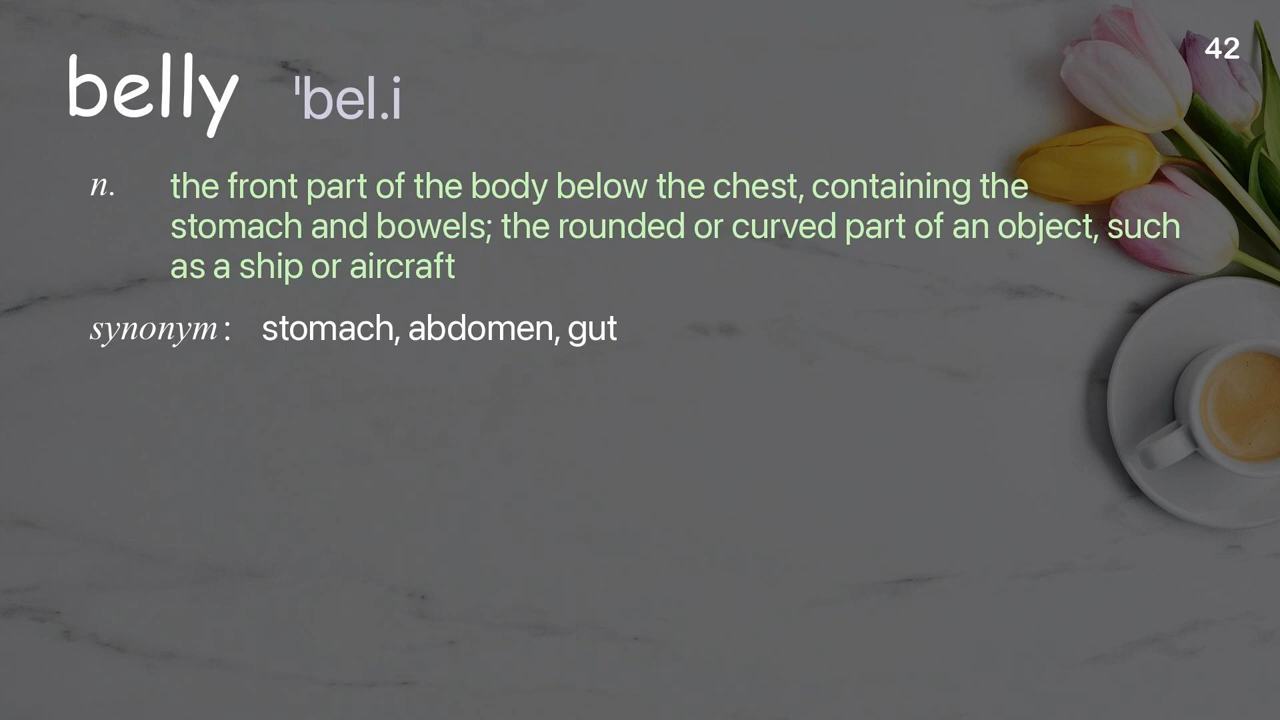 42
belly ˈbel.i
n. the front part of the body below the chest, containing the
stomach and bowels; the rounded or curved part of an object, such
as a ship or aircraft
synonym: stomach, abdomen, gut